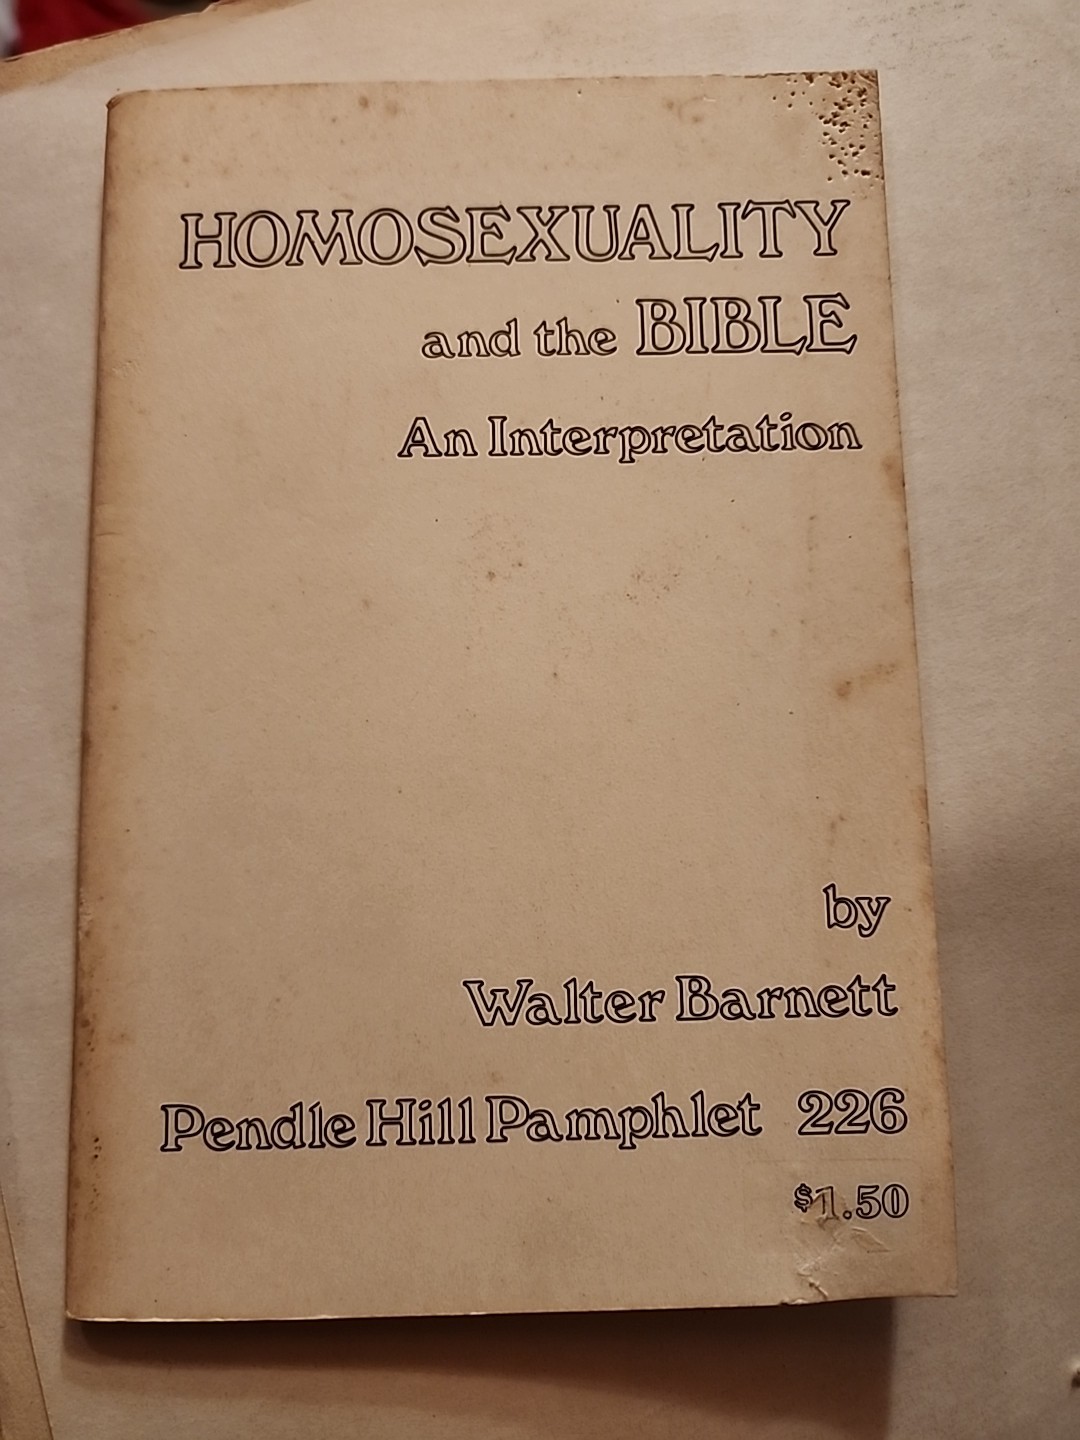 HOMOSEXUALITY
and the BIBLE
An Interpretation
by
Walter Barnett
Pendle Hill Pamphlet 226
$1.50